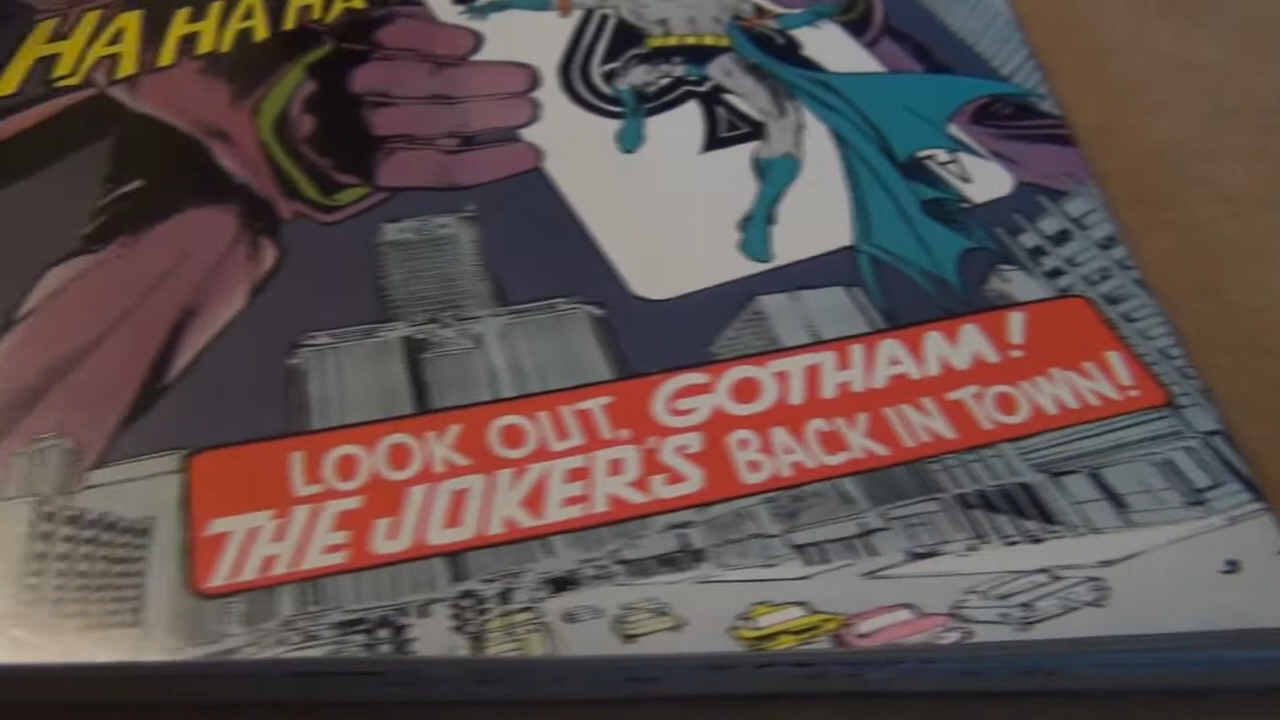 HA HA HA
A
LOOK OUT, GOTHAM!
THE JOKER'S BACK IN TOWN!